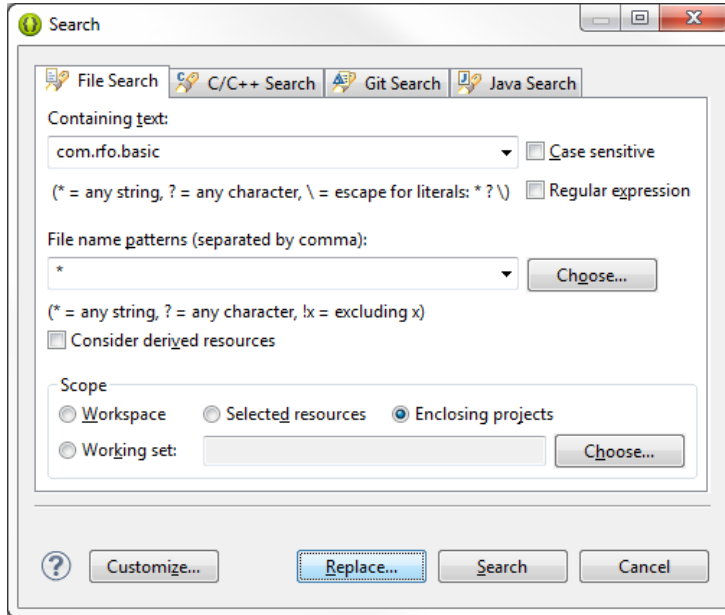 Search
File Search C/C++ Search Git Search Java Search
Containing text:
com.rfo.basic
Case sensitive
(* = any string, ? = any character, \ = escape for literals: * ? \)
Regular expression
File name patterns (separated by comma):
*
Choose...
(* = any string, ? = any character, !x = excluding x)
Consider derived resources
Scope
Workspace Selected resources Enclosing projects
Working set: Choose...
? Customize... Replace... Search Cancel